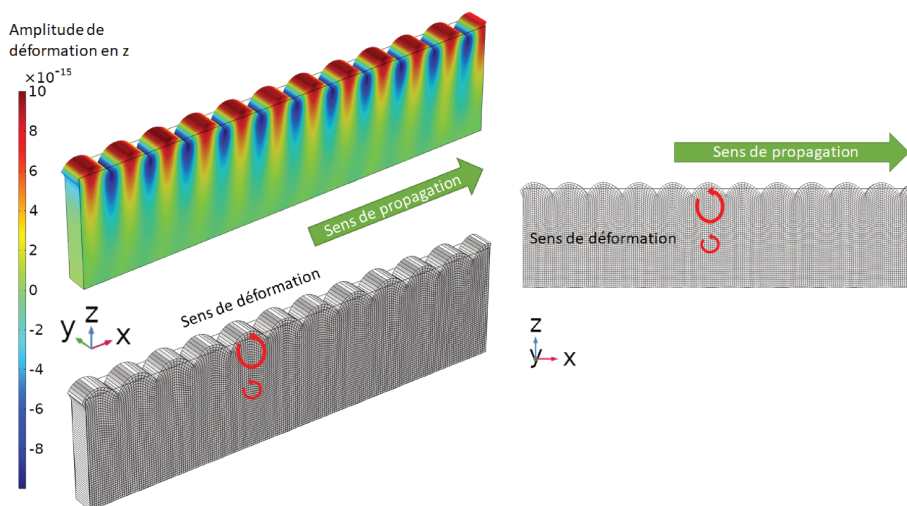 Amplitude de
déformation en z
×10⁻¹⁵
10
8
6
4
2
0
-2
-4
-6
-8
Sens de propagation
Sens de déformation
z
y
x
Sens de propagation
Sens de déformation
z
y
x